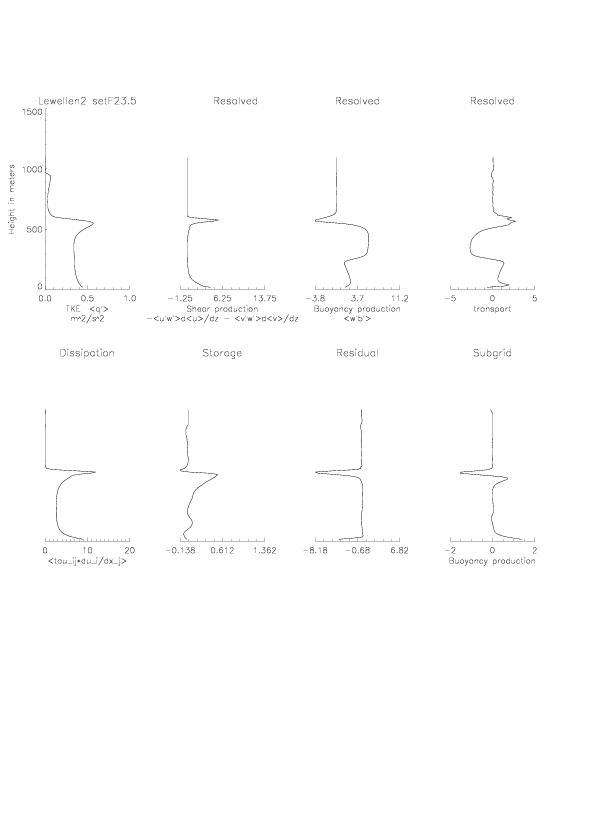 Lewellen2 setF23.5
Resolved
Resolved
Resolved
1500
1000
500
0
Height in meters
0.0 0.5 1.0
TKE <q'>
m^2/s^2
-1.25 6.25 13.75
Shear production
-<u'w'>d<u>/dz - <v'w'>d<v>/dz
-3.8 3.7 11.2
Buoyancy production
<w'b'>
-5 0 5
transport
Dissipation
Storage
Residual
Subgrid
0 10 20
<tau_ij*du_i/dx_j>
-0.138 0.612 1.362
-8.18 -0.68 6.82
-2 0 2
Buoyancy production